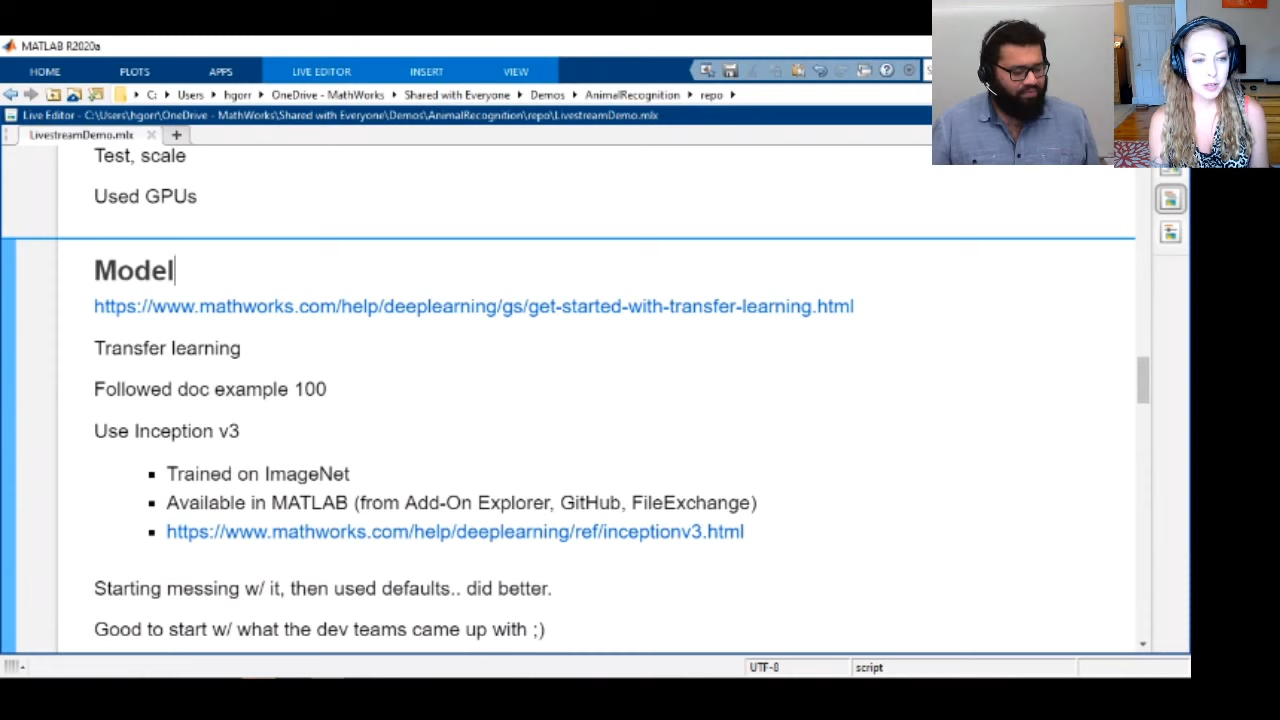 MATLAB R2020a
HOME PLOTS APPS LIVE EDITOR INSERT VIEW
C: Users hgorr OneDrive - MathWorks Shared with Everyone Demos AnimalRecognition repo
Live Editor - C:\Users\hgorr\OneDrive - MathWorks\Shared with Everyone\Demos\AnimalRecognition\repo\LivestreamDemo.mlx
LivestreamDemo.mlx
Test, scale
Used GPUs
Model
https://www.mathworks.com/help/deeplearning/gs/get-started-with-transfer-learning.html
Transfer learning
Followed doc example 100
Use Inception v3
Trained on ImageNet
Available in MATLAB (from Add-On Explorer, GitHub, FileExchange)
https://www.mathworks.com/help/deeplearning/ref/inceptionv3.html
Starting messing w/ it, then used defaults.. did better.
Good to start w/ what the dev teams came up with ;)
UTF-8 script